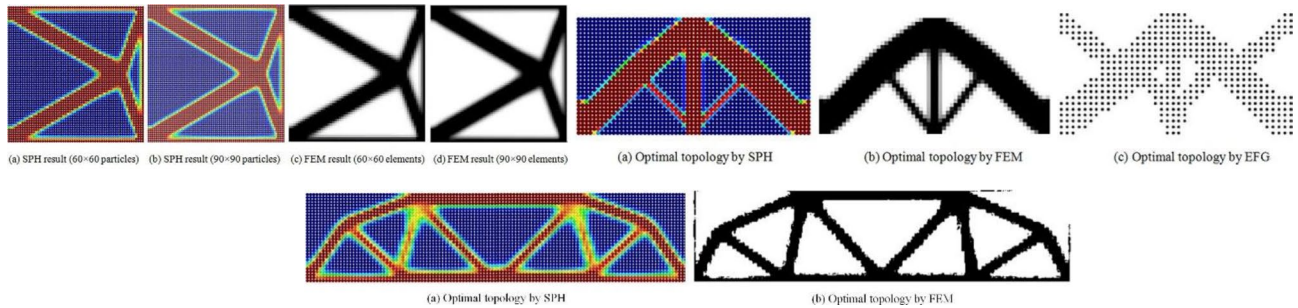 (a) SPH result (60×60 particles)
(b) SPH result (90×90 particles)
(c) FEM result (60×60 elements)
(d) FEM result (90×90 elements)
(a) Optimal topology by SPH
(b) Optimal topology by FEM
(c) Optimal topology by EFG
(a) Optimal topology by SPH
(b) Optimal topology by FEM